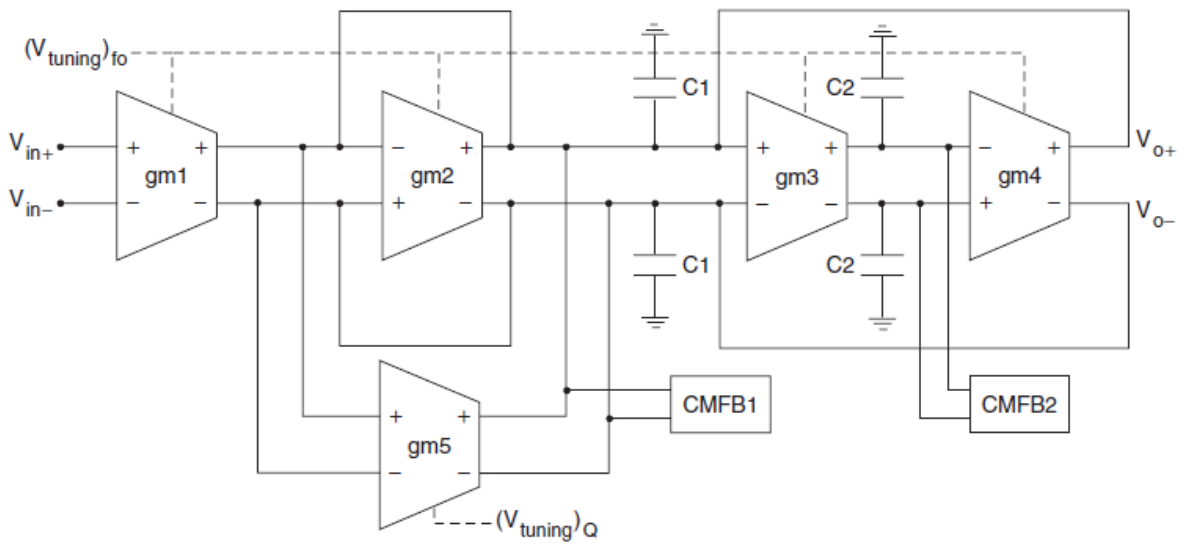 (Vtuning)fo
C1
C2
Vin+
+ +
gm1
Vin−
− −
− +
gm2
+ −
+ +
gm3
− −
− +
gm4
+ −
Vo+
Vo−
C1
C2
+ +
gm5
− −
CMFB1
CMFB2
(Vtuning)Q